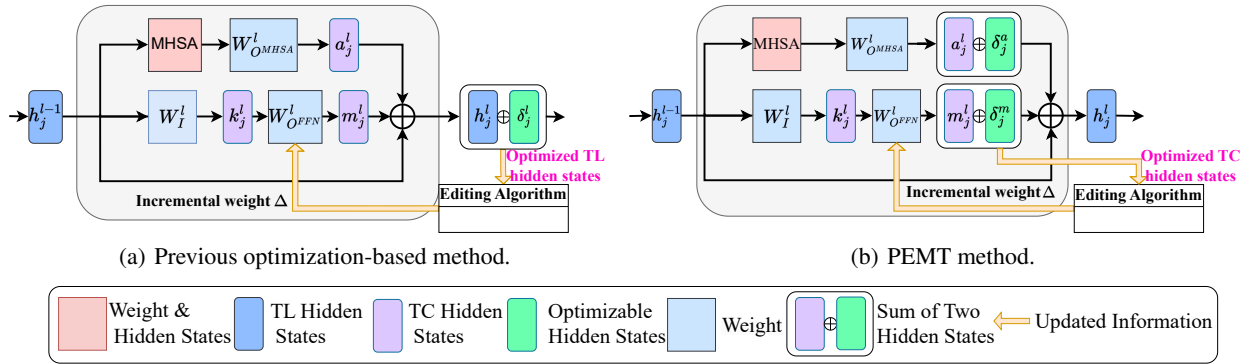 MHSA
W^l_{O^{MHSA}}
a^l_j
h^{l-1}_j
W^l_I
k^l_j
W^l_{O^{FFN}}
m^l_j
h^l_j ⊕ δ^l_j
Optimized TL
hidden states
Editing Algorithm
Incremental weight Δ
(a) Previous optimization-based method.
MHSA
W^l_{O^{MHSA}}
a^l_j ⊕ δ^a_j
h^{l-1}_j
W^l_I
k^l_j
W^l_{O^{FFN}}
m^l_j ⊕ δ^m_j
h^l_j
Optimized TC
hidden states
Editing Algorithm
Incremental weight Δ
(b) PEMT method.
Weight &
Hidden States
TL Hidden
States
TC Hidden
States
Optimizable
Hidden States
Weight
⊕
Sum of Two
Hidden States
Updated Information